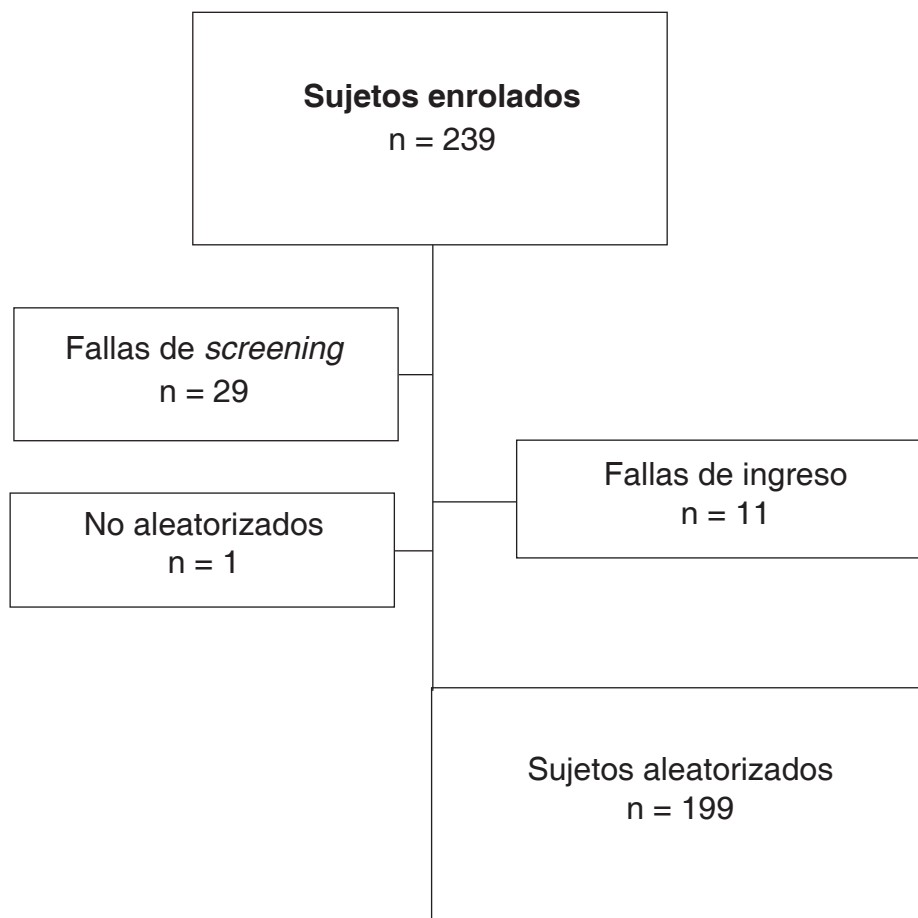 Sujetos enrolados
n = 239
Fallas de screening
n = 29
Fallas de ingreso
n = 11
No aleatorizados
n = 1
Sujetos aleatorizados
n = 199